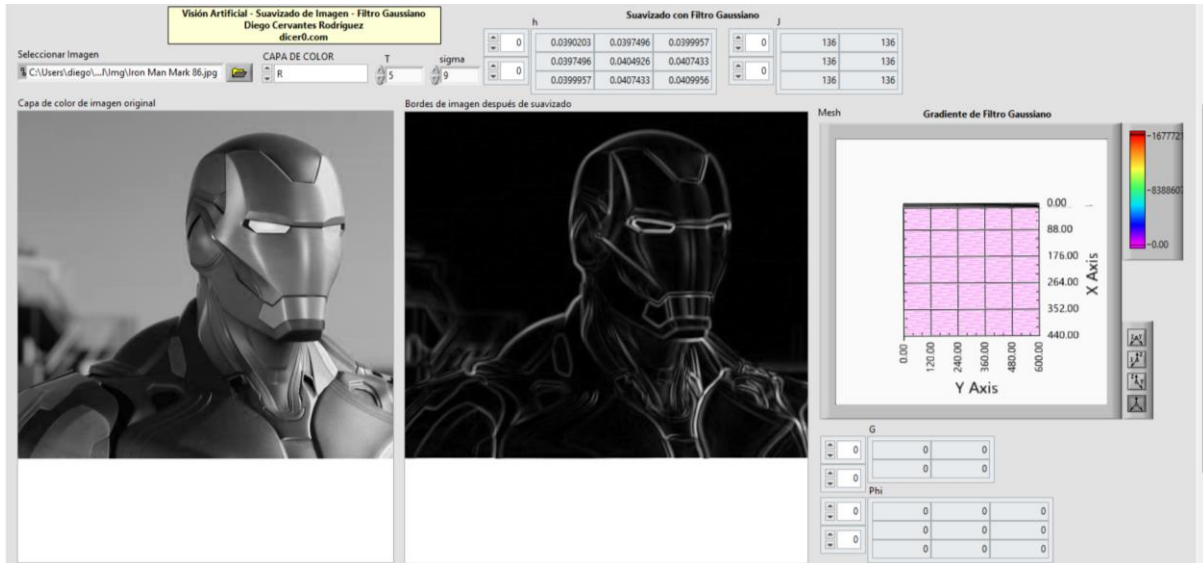 Visión Artificial - Suavizado de Imagen - Filtro Gaussiano
Diego Cervantes Rodríguez
dicer0.com
Seleccionar Imagen
C:\Users\diego\...l\Img\Iron Man Mark 86.jpg
CAPA DE COLOR
R
T
5
sigma
9
Suavizado con Filtro Gaussiano
h
0
0
0.0390203 0.0397496 0.0399957
0.0397496 0.0404926 0.0407433
0.0399957 0.0407433 0.0409956
J
0
0
136 136
136 136
136 136
Capa de color de imagen original
Bordes de imagen después de suavizado
Mesh
Gradiente de Filtro Gaussiano
-1677721
-8388607
-0.00
0.00
88.00
176.00
264.00
352.00
440.00
X Axis
0.00
120.00
240.00
360.00
480.00
600.00
Y Axis
G
0
0
0 0
0 0
Phi
0
0
0 0 0
0 0 0
0 0 0